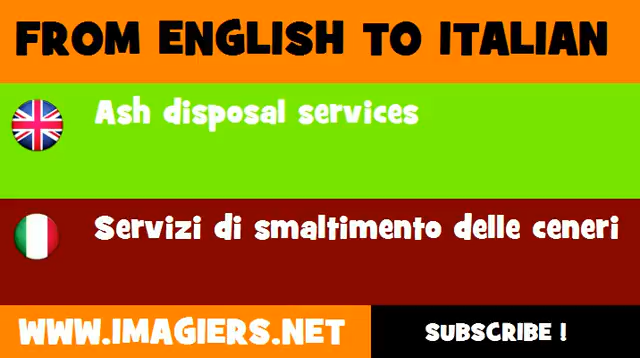 FROM ENGLISH TO ITALIAN
Ash disposal services
Servizi di smaltimento delle ceneri
WWW.IMAGIERS.NET
SUBSCRIBE !